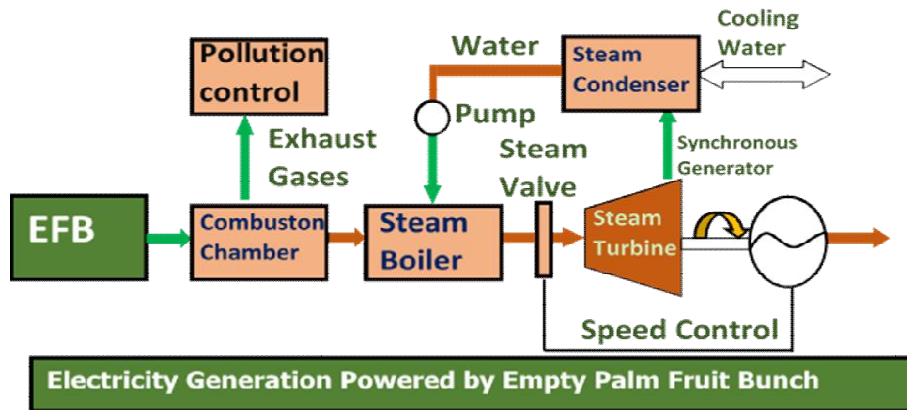 Cooling
Water
Water
Steam
Condenser
Pollution
control
Pump
Exhaust
Gases
Steam
Valve
Synchronous
Generator
EFB
Combuston
Chamber
Steam
Boiler
Steam
Turbine
Speed Control
Electricity Generation Powered by Empty Palm Fruit Bunch